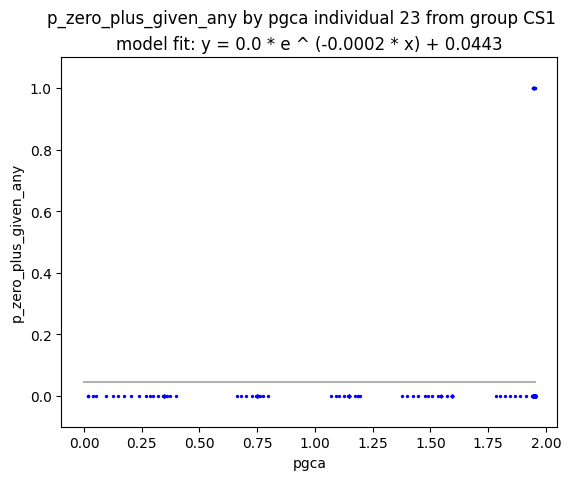 p_zero_plus_given_any by pgca individual 23 from group CS1
model fit: y = 0.0 * e ^ (-0.0002 * x) + 0.0443
1.0
0.8
0.6
0.4
0.2
0.0
p_zero_plus_given_any
0.00 0.25 0.50 0.75 1.00 1.25 1.50 1.75 2.00
pgca